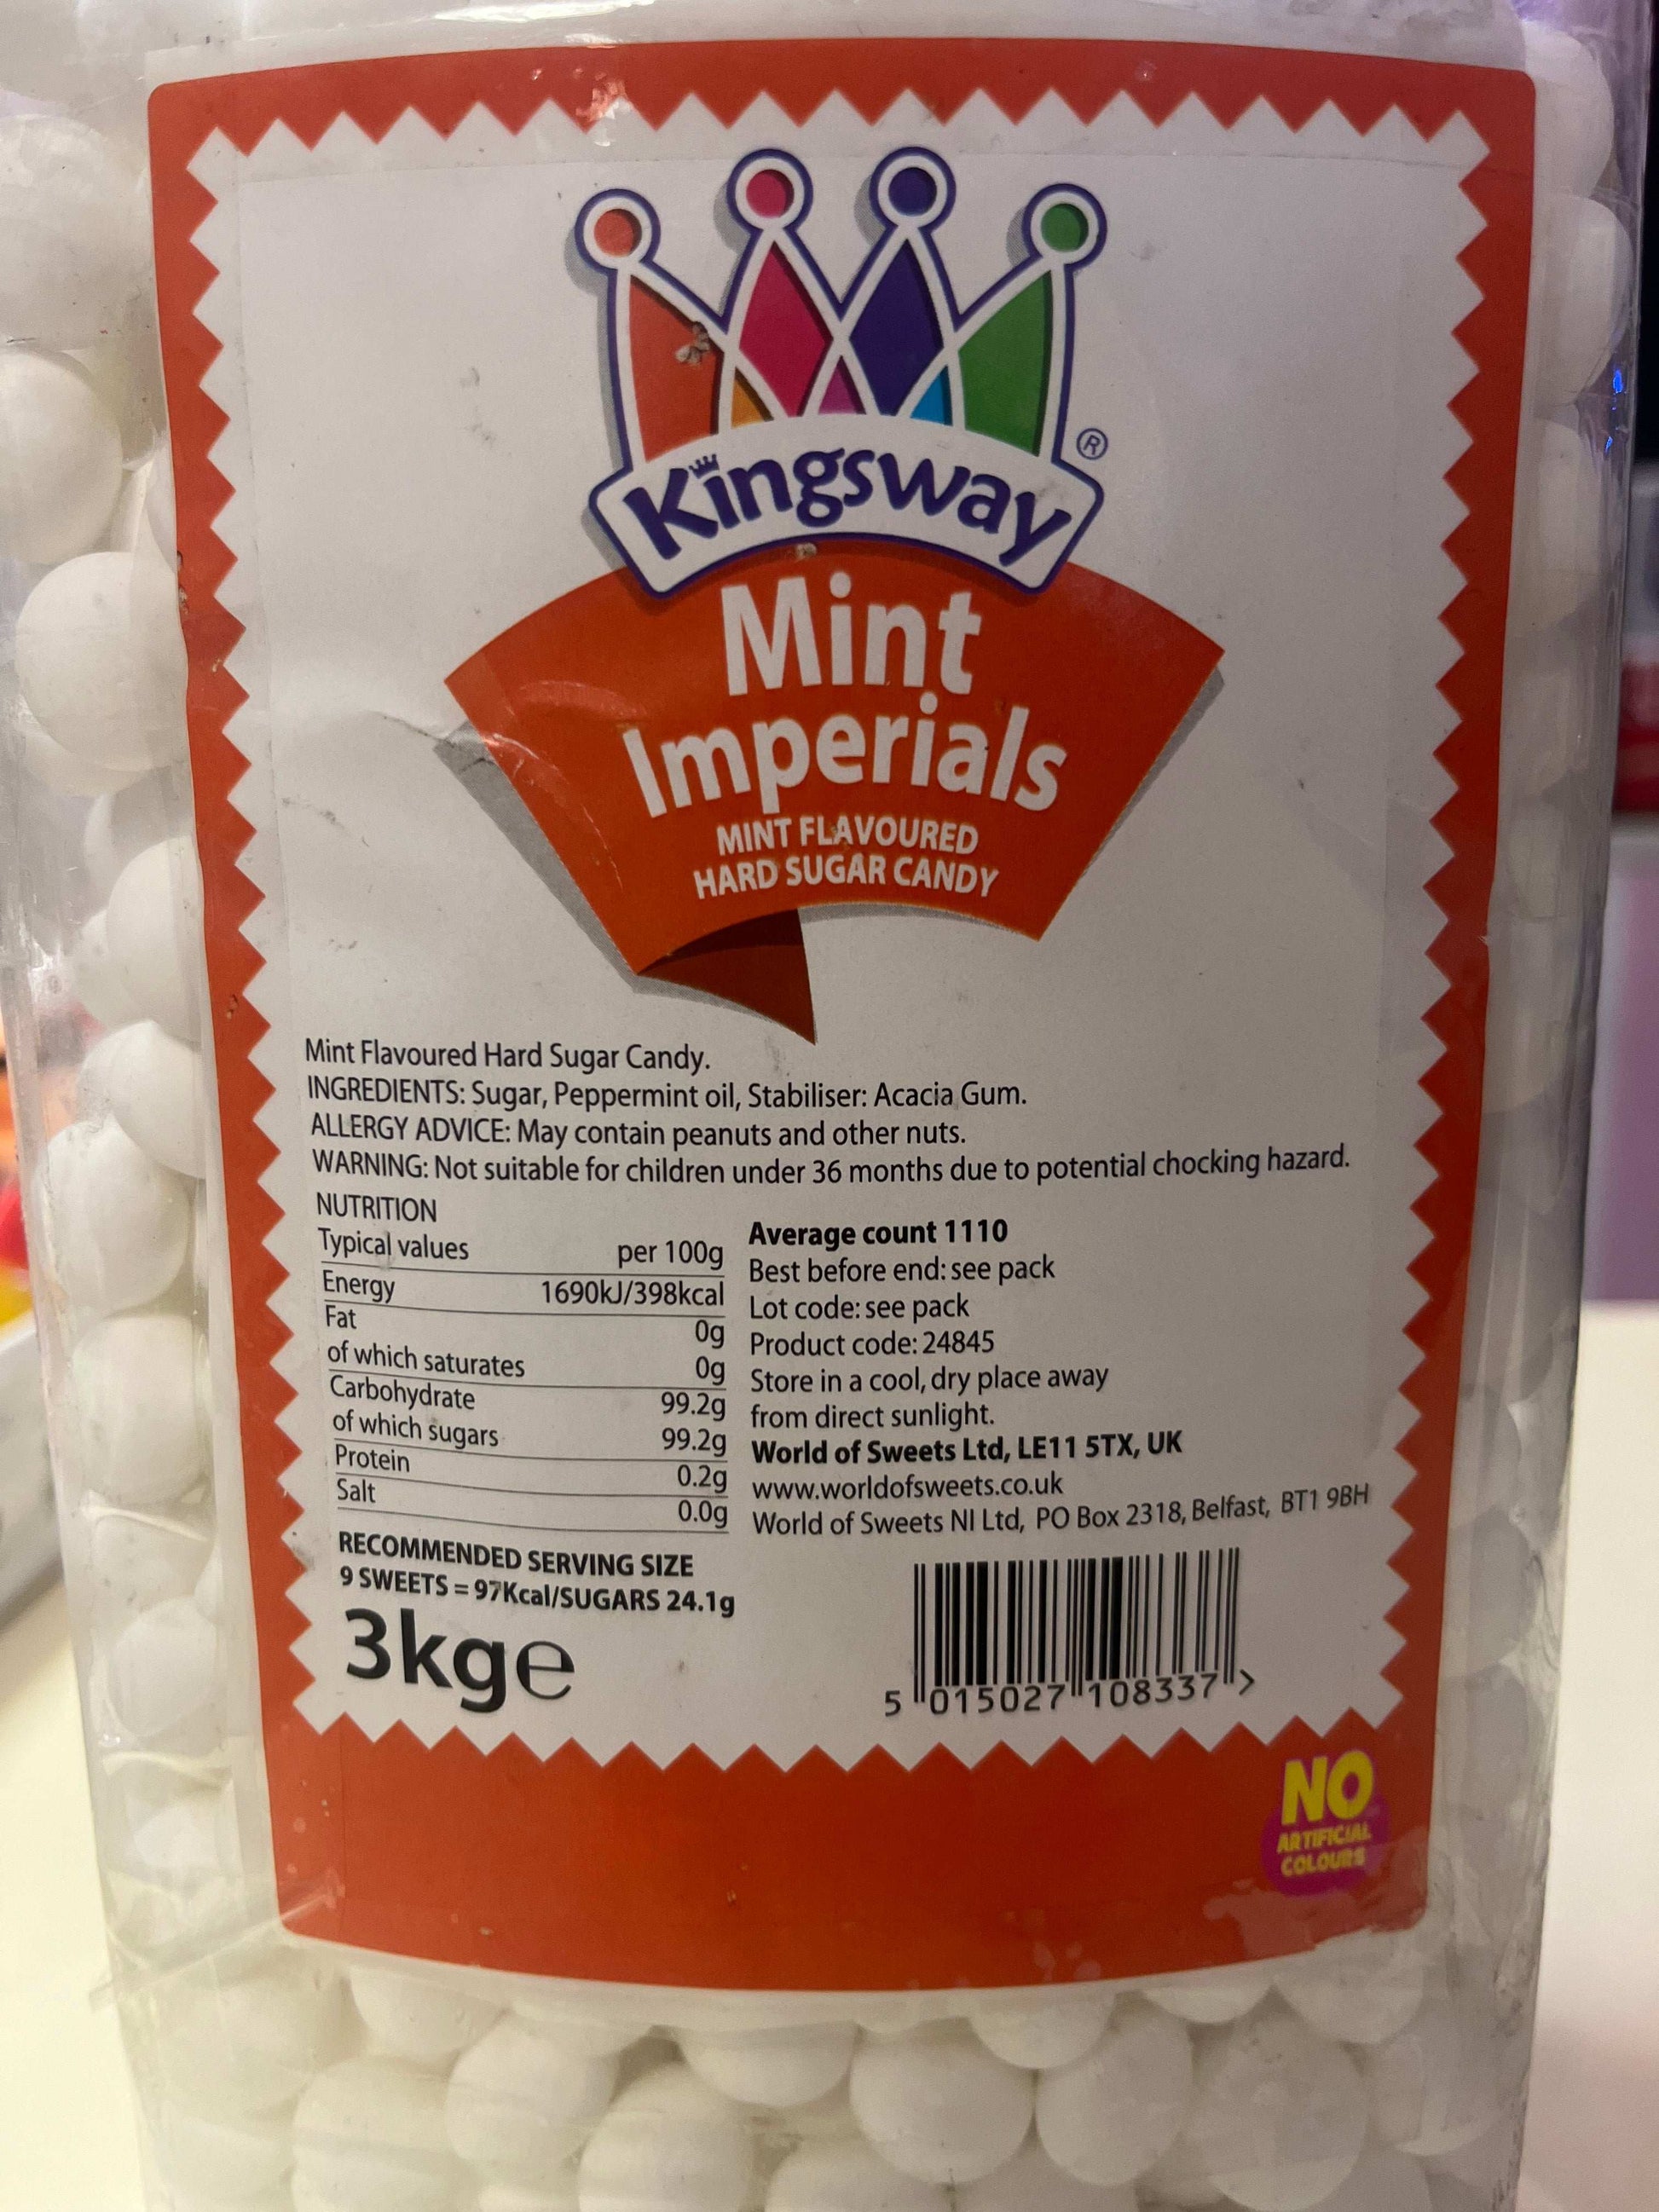 Kingsway®
Mint
Imperials
MINT FLAVOURED
HARD SUGAR CANDY
Mint Flavoured Hard Sugar Candy.
INGREDIENTS: Sugar, Peppermint oil, Stabiliser: Acacia Gum.
ALLERGY ADVICE: May contain peanuts and other nuts.
WARNING: Not suitable for children under 36 months due to potential chocking hazard.
NUTRITION
Typical values per 100g
Energy 1690kJ/398kcal
Fat 0g
of which saturates 0g
Carbohydrate 99.2g
of which sugars 99.2g
Protein 0.2g
Salt 0.0g
RECOMMENDED SERVING SIZE
9 SWEETS = 97Kcal/SUGARS 24.1g
3kge
Average count 1110
Best before end: see pack
Lot code: see pack
Product code: 24845
Store in a cool, dry place away
from direct sunlight.
World of Sweets Ltd, LE11 5TX, UK
www.worldofsweets.co.uk
World of Sweets NI Ltd, PO Box 2318, Belfast, BT1 9BH
5 015027 108337 >
NO
ARTIFICIAL
COLOURS